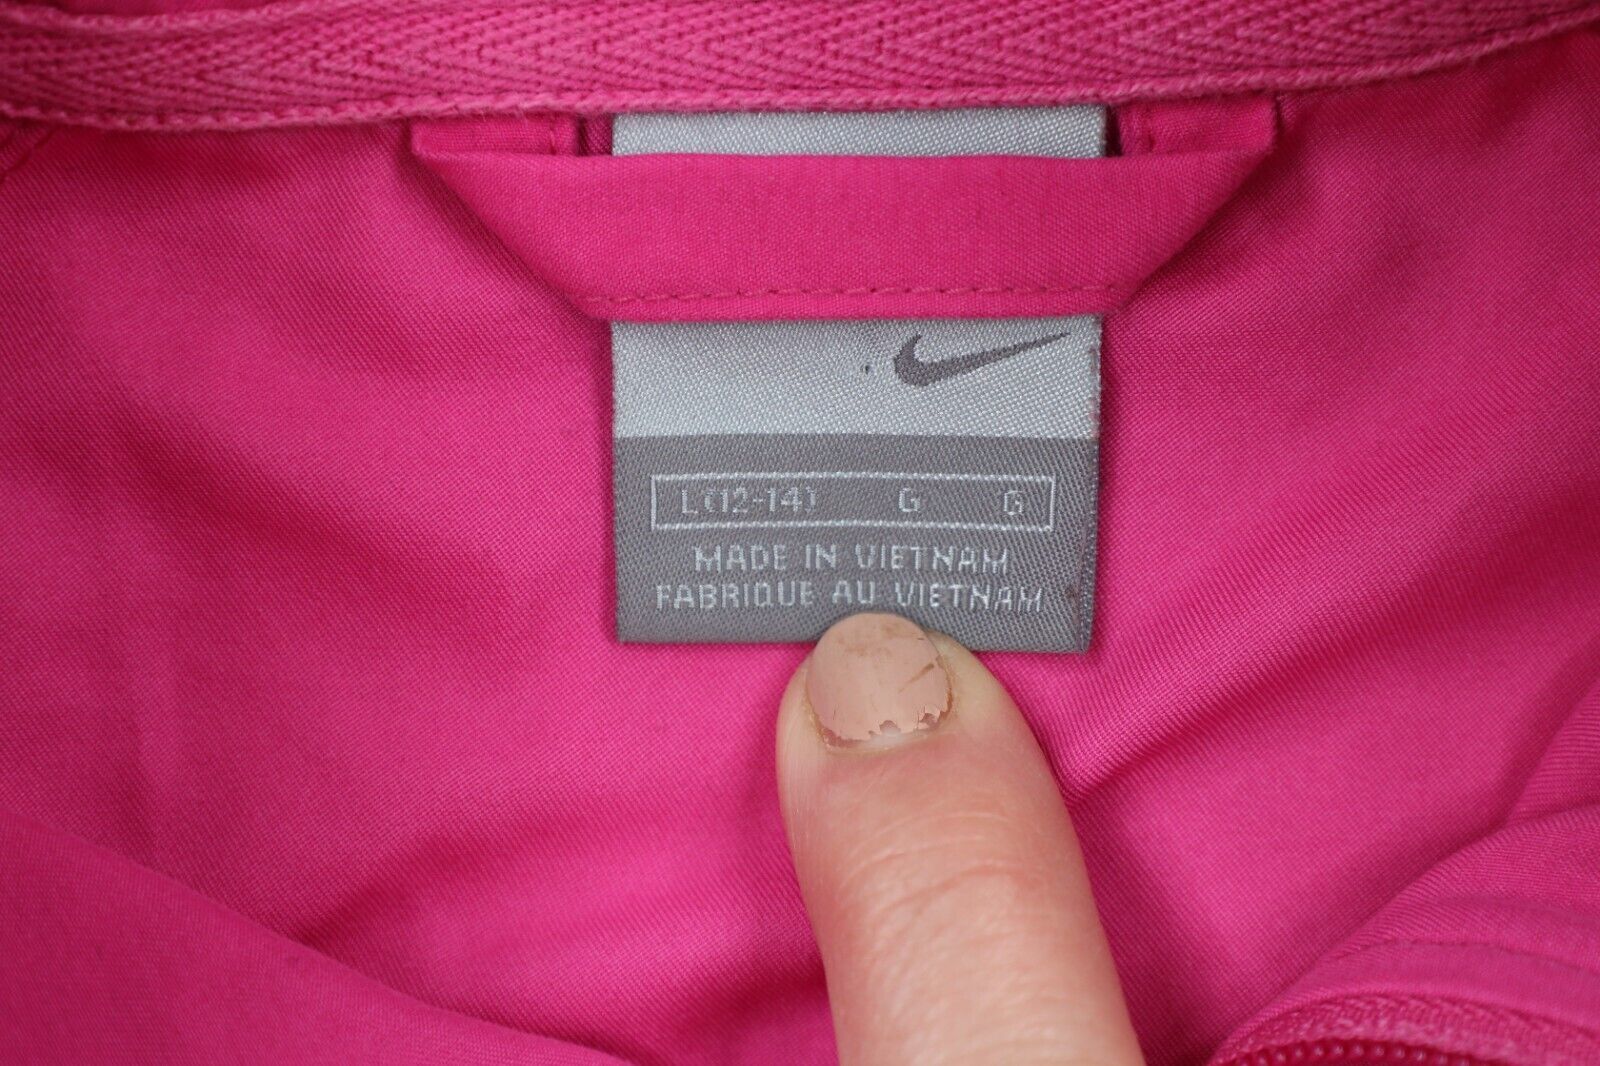 L (12-14) G G
MADE IN VIETNAM
FABRIQUE AU VIETNAM